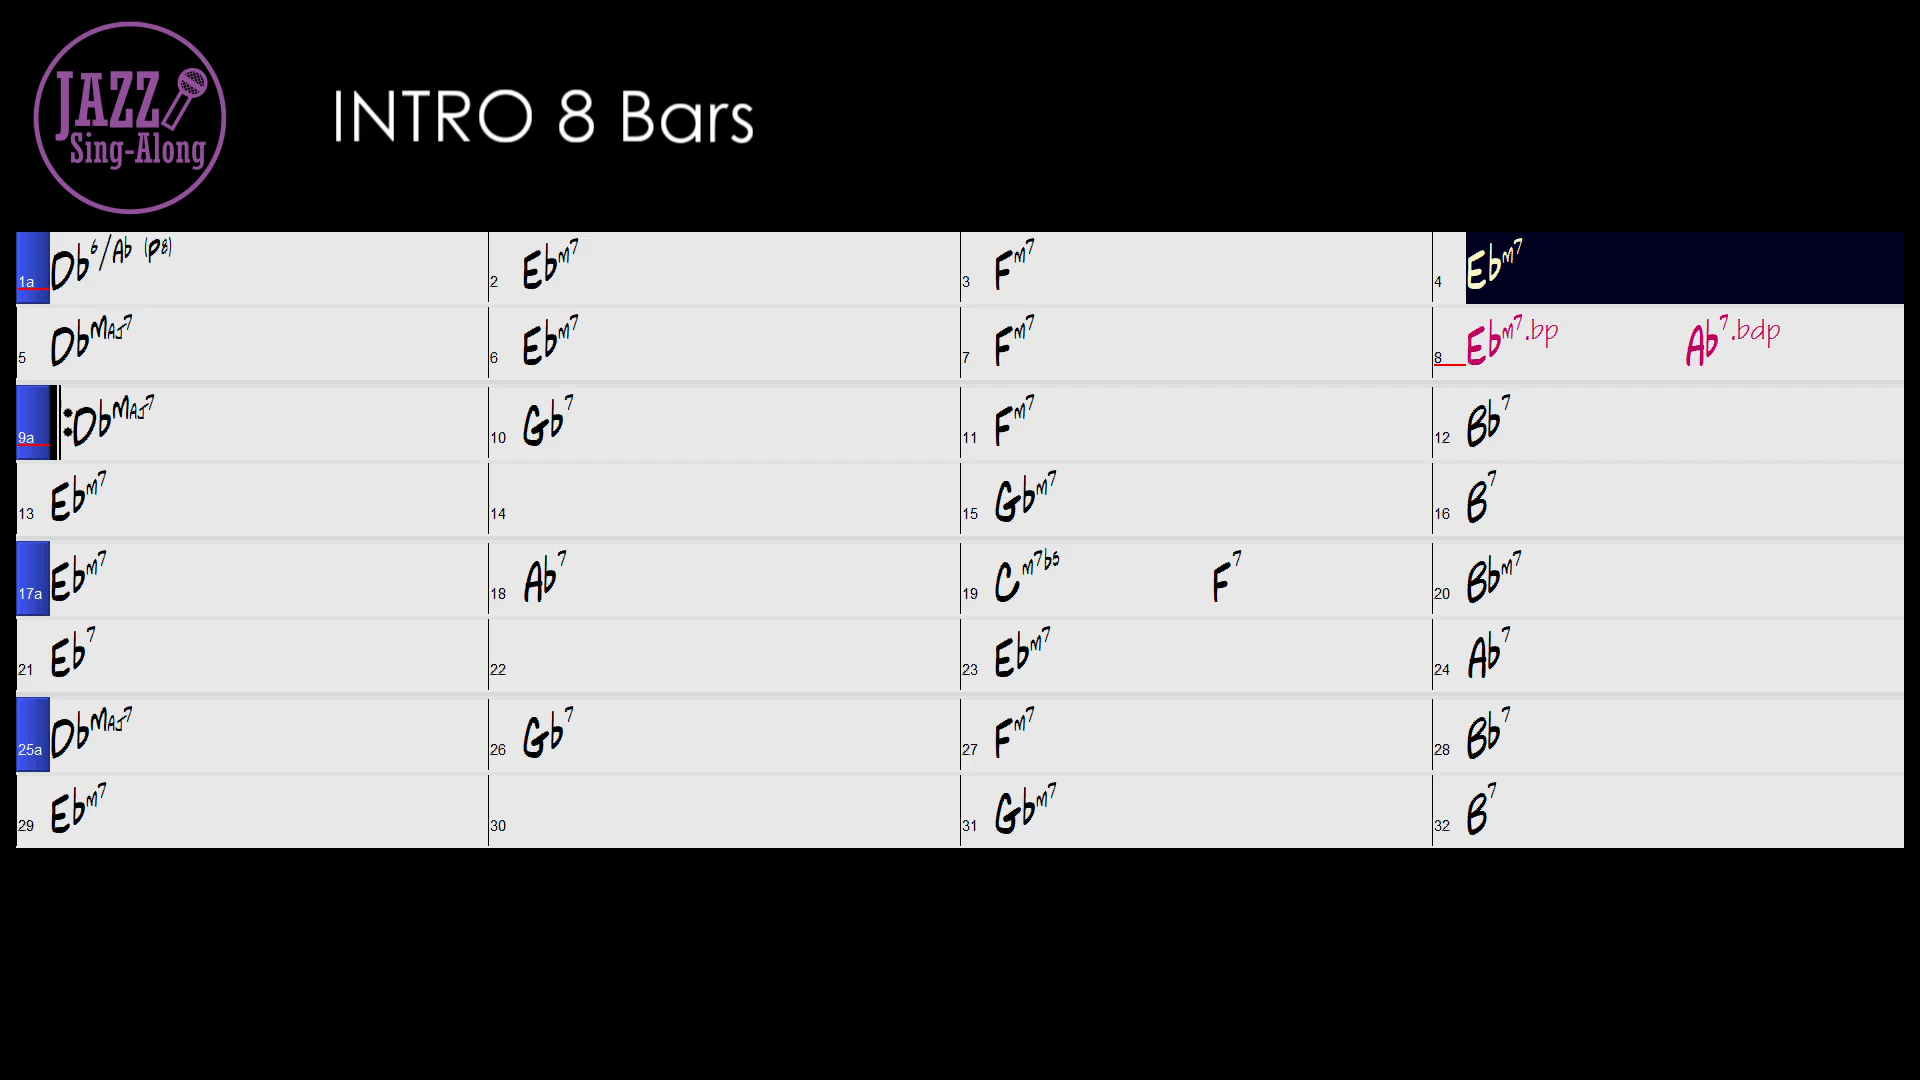 JAZZ
Sing-Along
INTRO 8 Bars
1a Db6/Ab (P8) 2 Ebm7 3 Fm7 4 Ebm7
5 DbMAJ7 6 Ebm7 7 Fm7 8 Ebm7.bp Ab7.bdp
9a DbMAJ7 10 Gb7 11 Fm7 12 Bb7
13 Ebm7 14 15 Gbm7 16 B7
17a Ebm7 18 Ab7 19 Cm7b5 F7 20 Bbm7
21 Eb7 22 23 Ebm7 24 Ab7
25a DbMAJ7 26 Gb7 27 Fm7 28 Bb7
29 Ebm7 30 31 Gbm7 32 B7